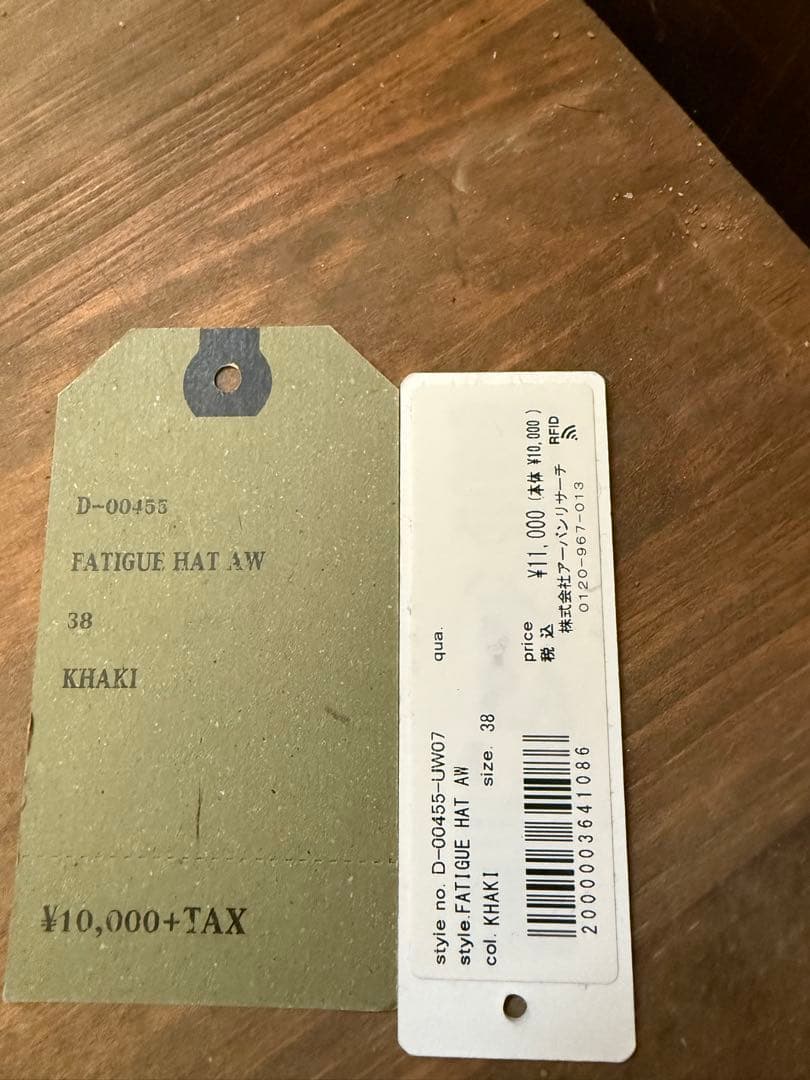 D-00455
FATIGUE HAT AW
38
KHAKI
¥10,000+TAX
style no. D-00455-UW07 qua.
style.FATIGUE HAT AW
col. KHAKI size. 38
price
税込 ¥11,000 (本体 ¥10,000)
株式会社アーバンリサーチ RFID
0120-967-013
2000003641086